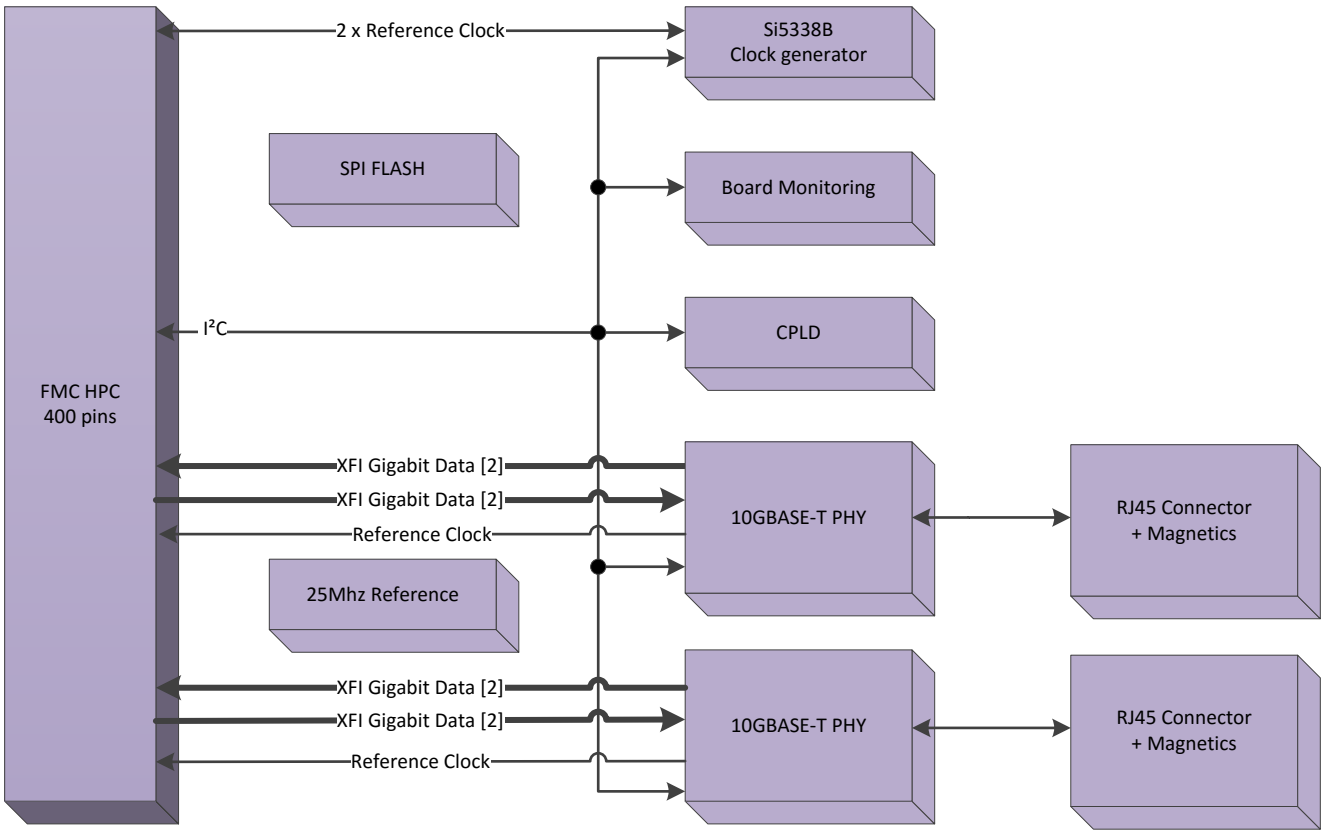 2 x Reference Clock
Si5338B
Clock generator
SPI FLASH
Board Monitoring
I²C
CPLD
FMC HPC
400 pins
XFI Gigabit Data [2]
XFI Gigabit Data [2]
Reference Clock
10GBASE-T PHY
RJ45 Connector
+ Magnetics
25Mhz Reference
XFI Gigabit Data [2]
XFI Gigabit Data [2]
Reference Clock
10GBASE-T PHY
RJ45 Connector
+ Magnetics